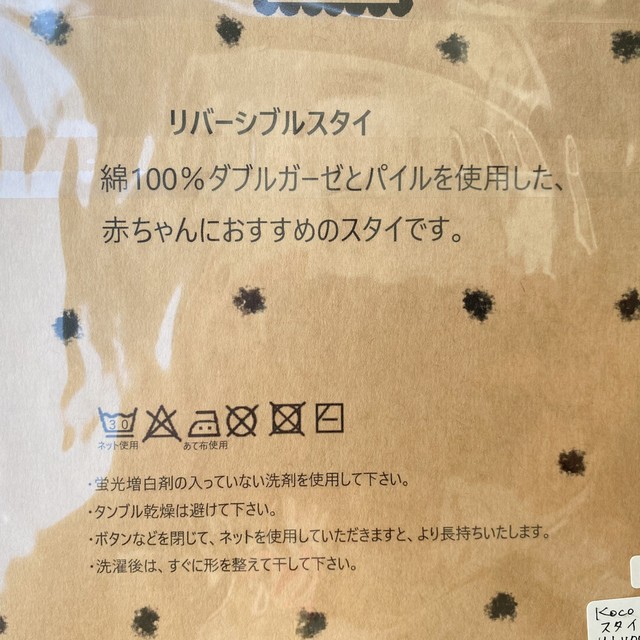 リバーシブルスタイ
綿100%ダブルガーゼとパイルを使用した、
赤ちゃんにおすすめのスタイです。
30
ネット使用 あて布使用
・蛍光増白剤の入っていない洗剤を使用して下さい。
・タンブル乾燥は避けて下さい。
・ボタンなどを閉じて、ネットを使用していただきますと、より長持ちいたします。
・洗濯後は、すぐに形を整えて干して下さい。
Koco
スタイ